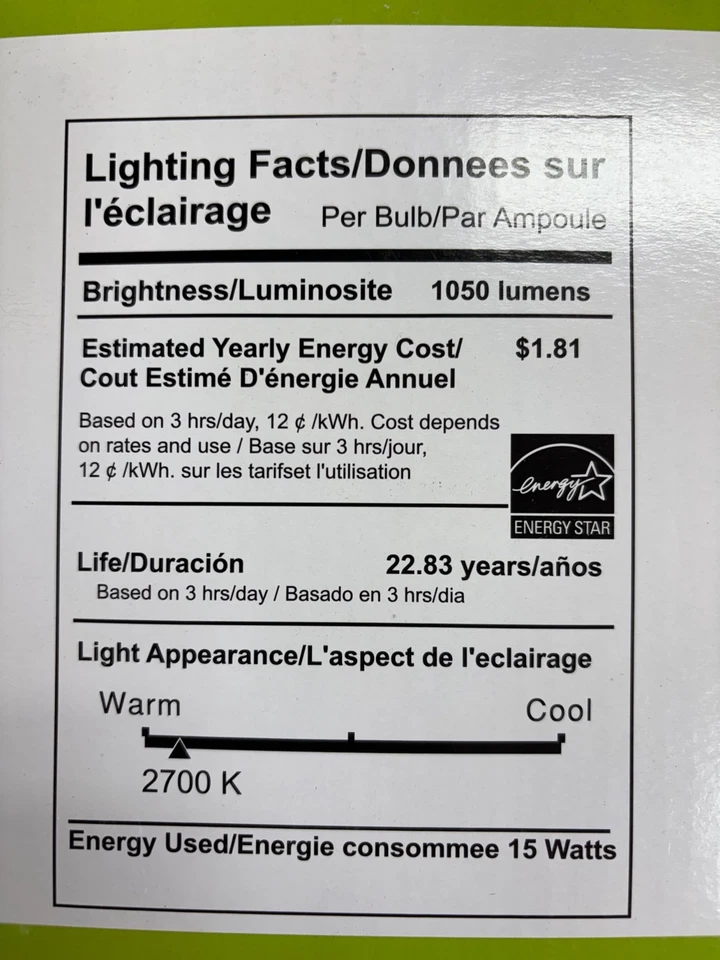 Lighting Facts/Donnees sur
l'éclairage Per Bulb/Par Ampoule
Brightness/Luminosite 1050 lumens
Estimated Yearly Energy Cost/ $1.81
Cout Estimé D'énergie Annuel
Based on 3 hrs/day, 12 ¢ /kWh. Cost depends
on rates and use / Base sur 3 hrs/jour,
12 ¢ /kWh. sur les tarifset l'utilisation
energy
ENERGY STAR
Life/Duración 22.83 years/años
Based on 3 hrs/day / Basado en 3 hrs/dia
Light Appearance/L'aspect de l'eclairage
Warm Cool
2700 K
Energy Used/Energie consommee 15 Watts